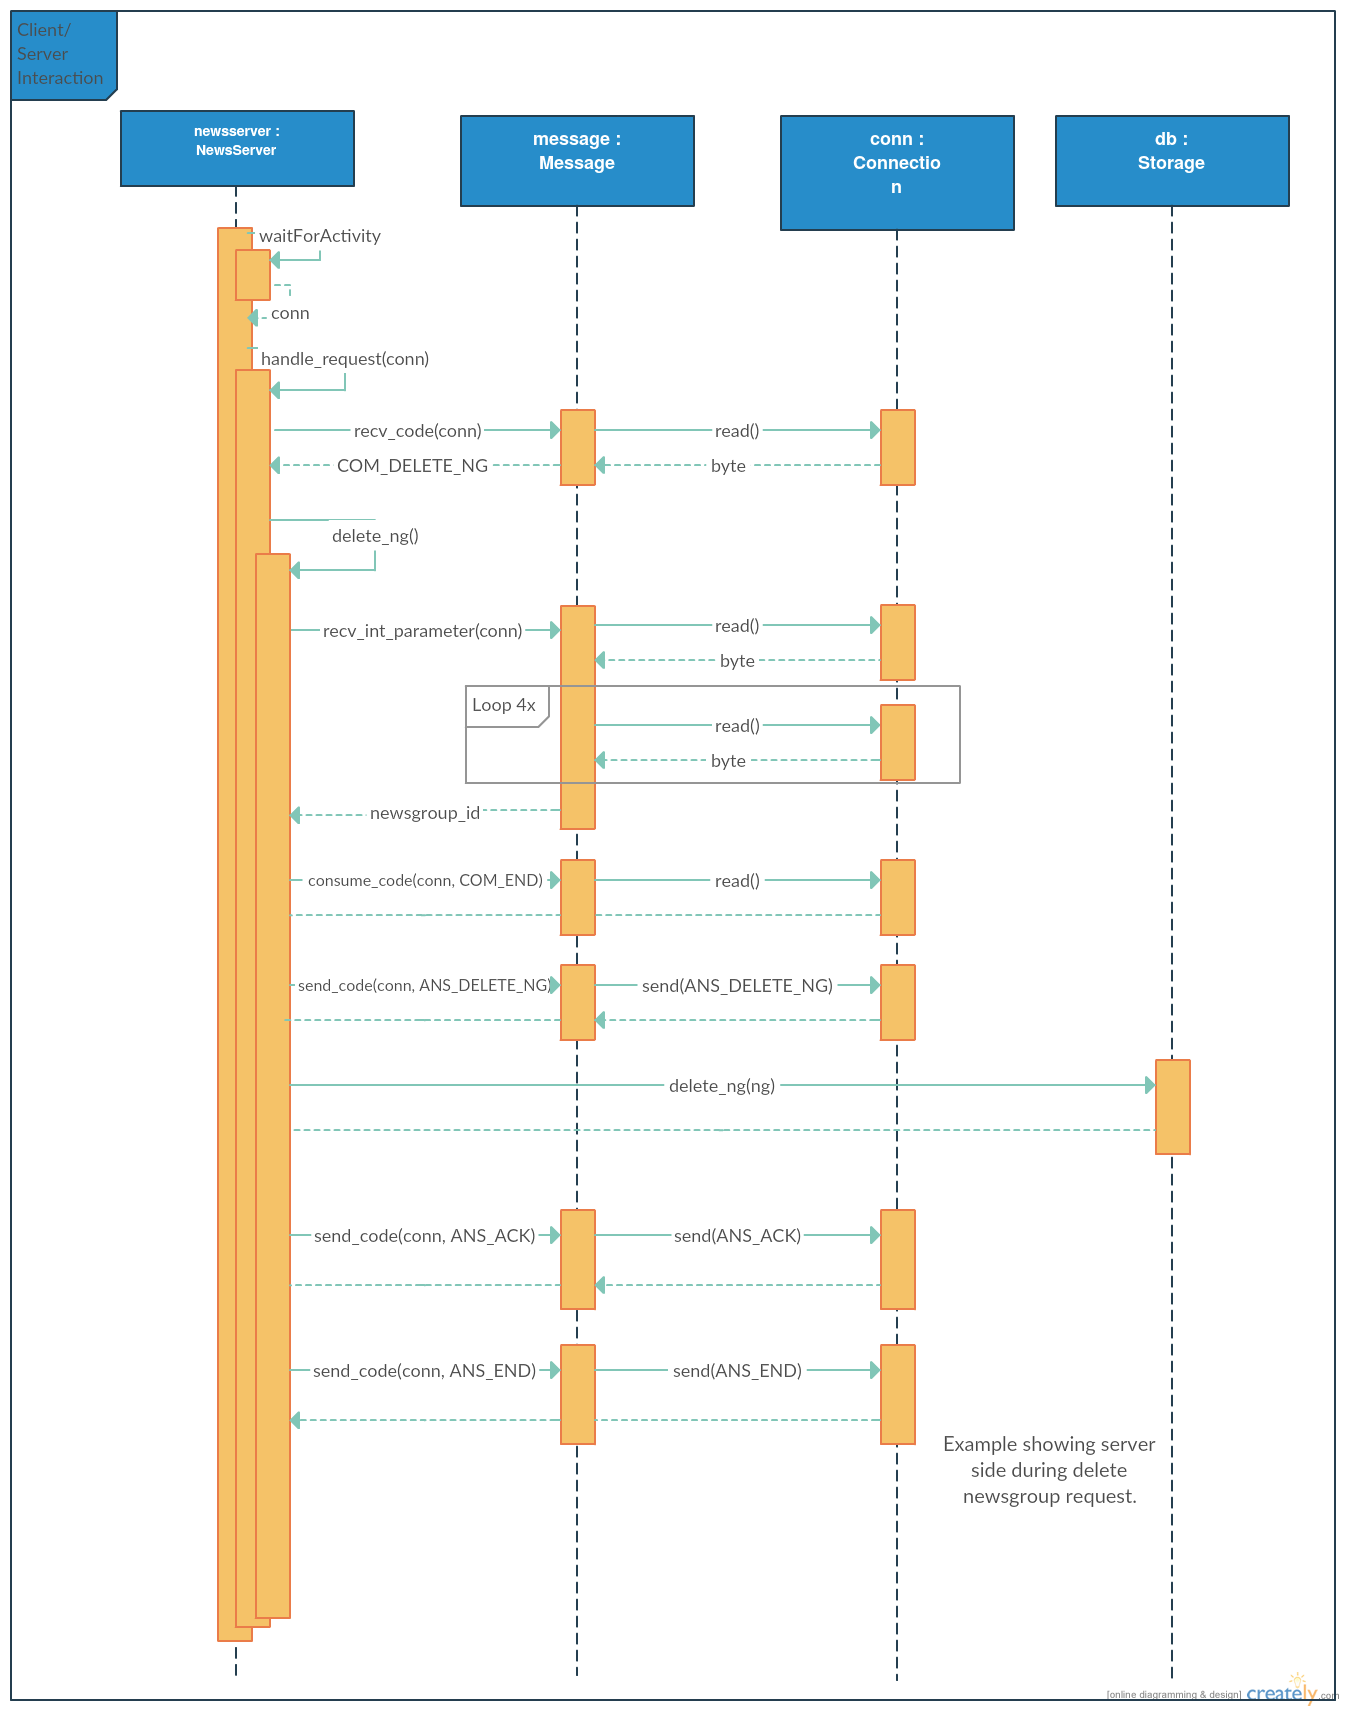 Client/
Server
Interaction
newsserver :
NewsServer
message :
Message
conn :
Connectio
n
db :
Storage
waitForActivity
conn
handle_request(conn)
recv_code(conn)
read()
COM_DELETE_NG
byte
delete_ng()
recv_int_parameter(conn)
read()
byte
Loop 4x
read()
byte
newsgroup_id
consume_code(conn, COM_END)
read()
send_code(conn, ANS_DELETE_NG)
send(ANS_DELETE_NG)
delete_ng(ng)
send_code(conn, ANS_ACK)
send(ANS_ACK)
send_code(conn, ANS_END)
send(ANS_END)
Example showing server
side during delete
newsgroup request.
[online diagramming & design] creately.com